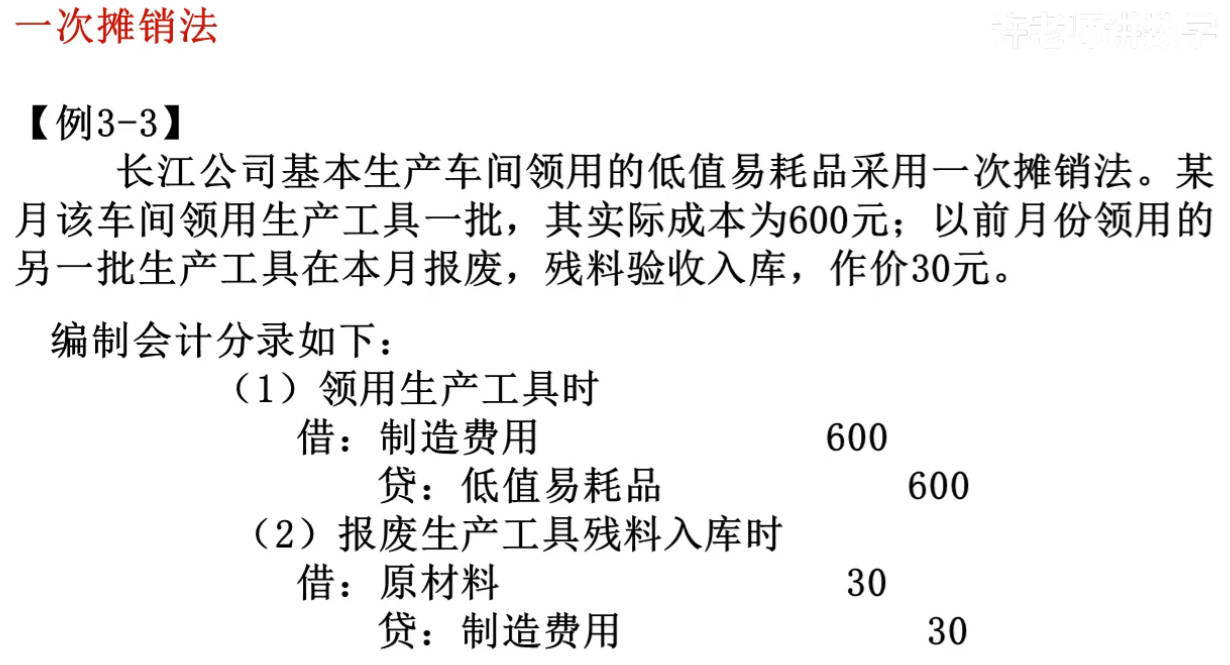 一次摊销法
许老师讲数学
【例3-3】
长江公司基本生产车间领用的低值易耗品采用一次摊销法。某
月该车间领用生产工具一批，其实际成本为600元；以前月份领用的
另一批生产工具在本月报废，残料验收入库，作价30元。
编制会计分录如下：
（1）领用生产工具时
借：制造费用 600
贷：低值易耗品 600
（2）报废生产工具残料入库时
借：原材料 30
贷：制造费用 30